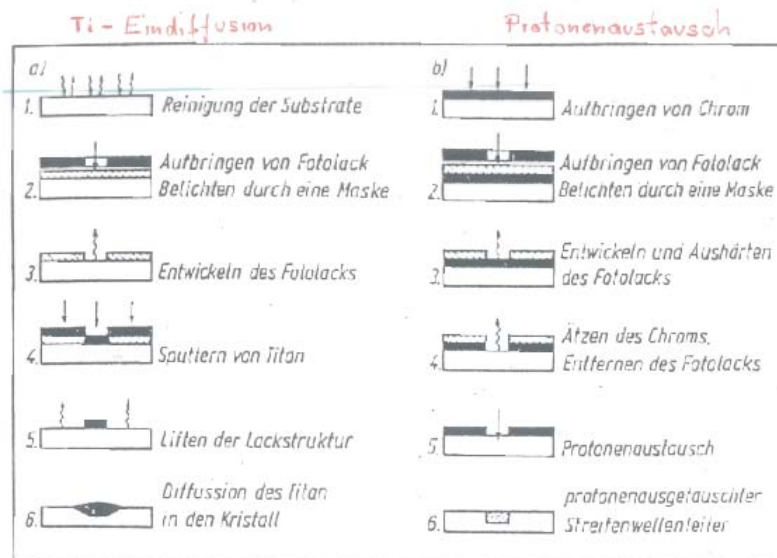 Ti - Eindiffusion
Protonenaustausch
a)
1. Reinigung der Substrate
2. Aufbringen von Fotolack
Belichten durch eine Maske
3. Entwickeln des Fotolacks
4. Sputtern von Titan
5. Liften der Lackstruktur
6. Diffussion des Titan
in den Kristall
b)
1. Aufbringen von Chrom
2. Aufbringen von Fotolack
Belichten durch eine Maske
3. Entwickeln und Aushärten
des Fotolacks
4. Ätzen des Chroms,
Entfernen des Fotolacks
5. Protonenaustausch
6. protonenausgetauschter
Streifenwellenleiter